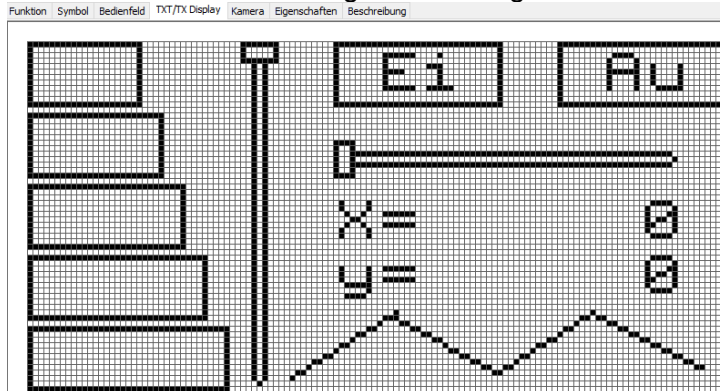 Funktion Symbol Bedienfeld TXT/TX Display Kamera Eigenschaften Beschreibung
Ei Au
x= 0
y= 0